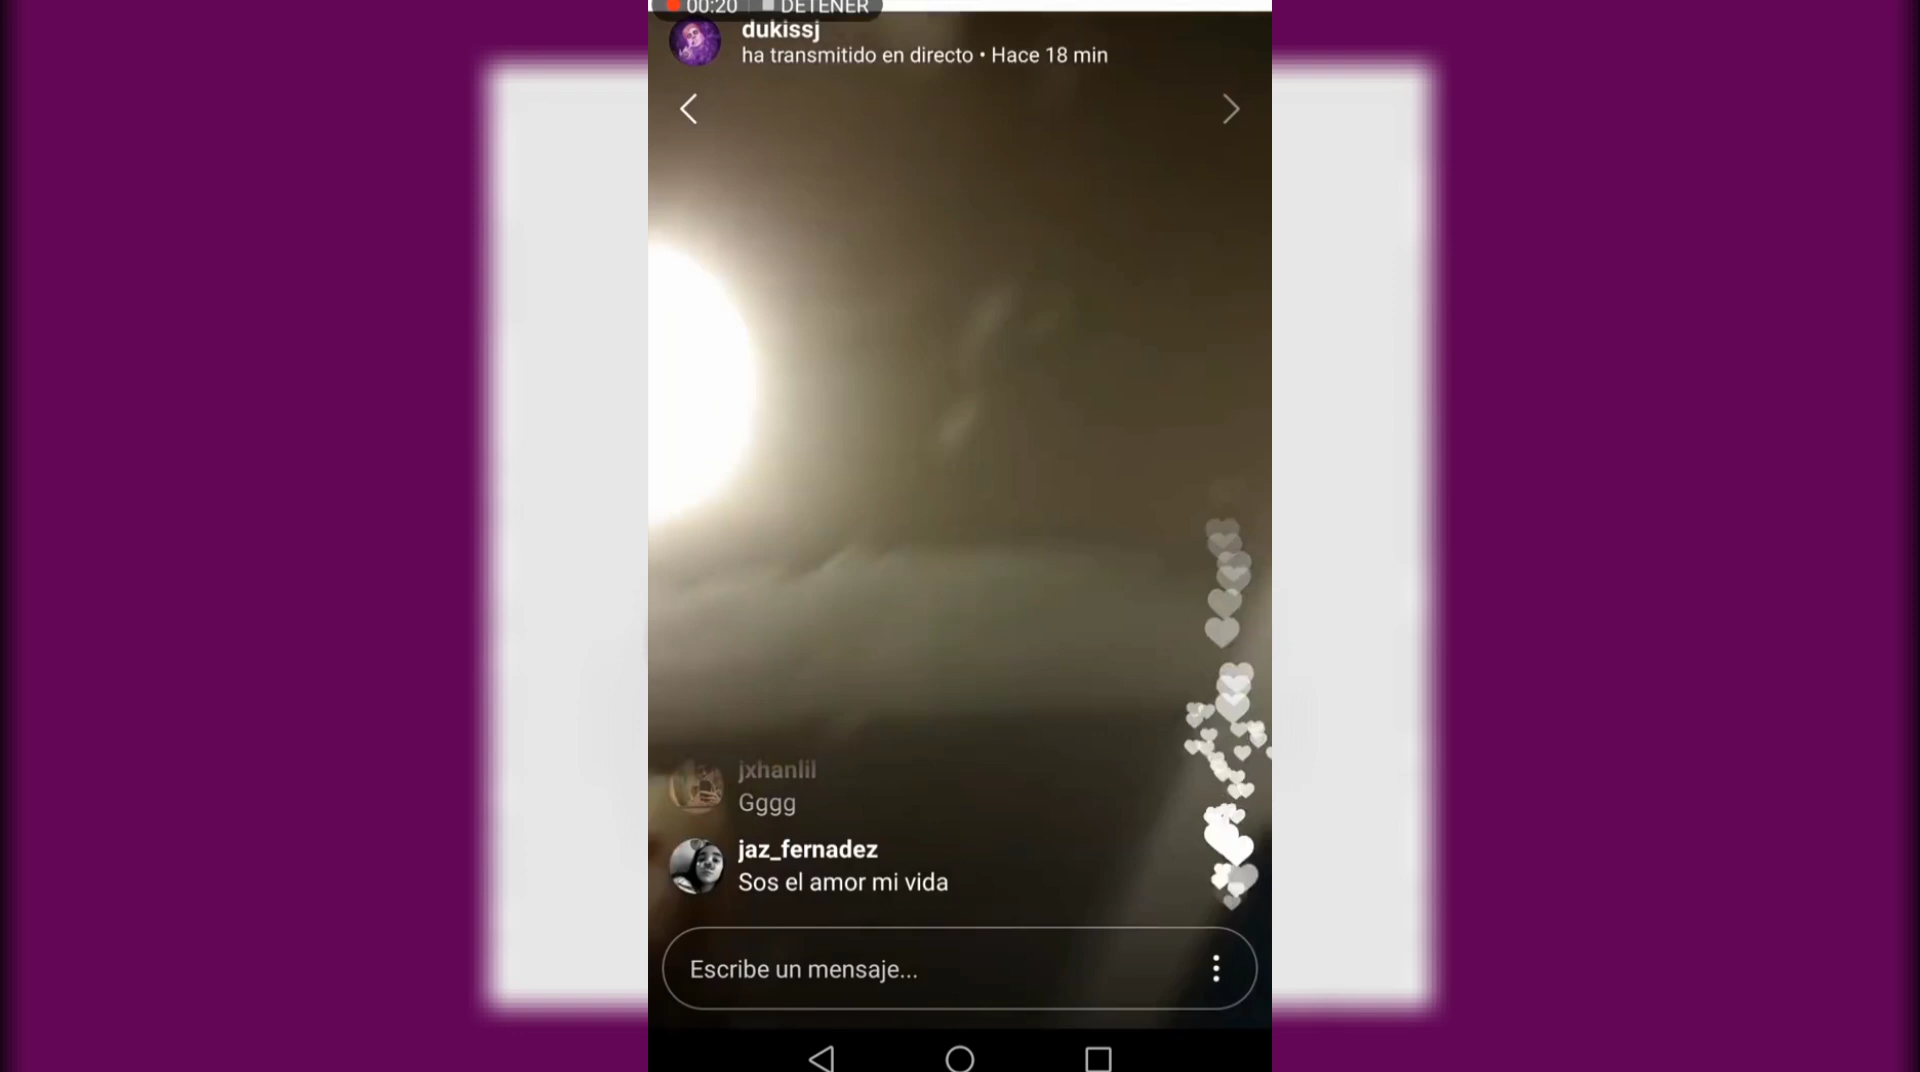 00:20 DETENER
dukissj
ha transmitido en directo • Hace 18 min
jxhanlil
Gggg
jaz_fernadez
Sos el amor mi vida
Escribe un mensaje...